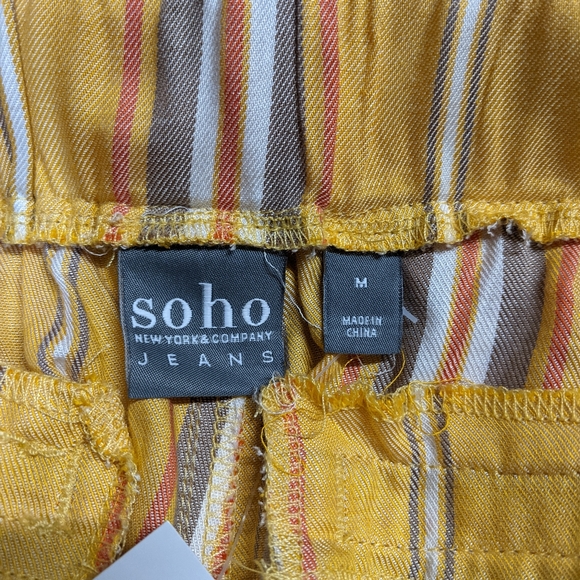 soho
NEW YORK & COMPANY
JEANS
M
MADE IN
CHINA